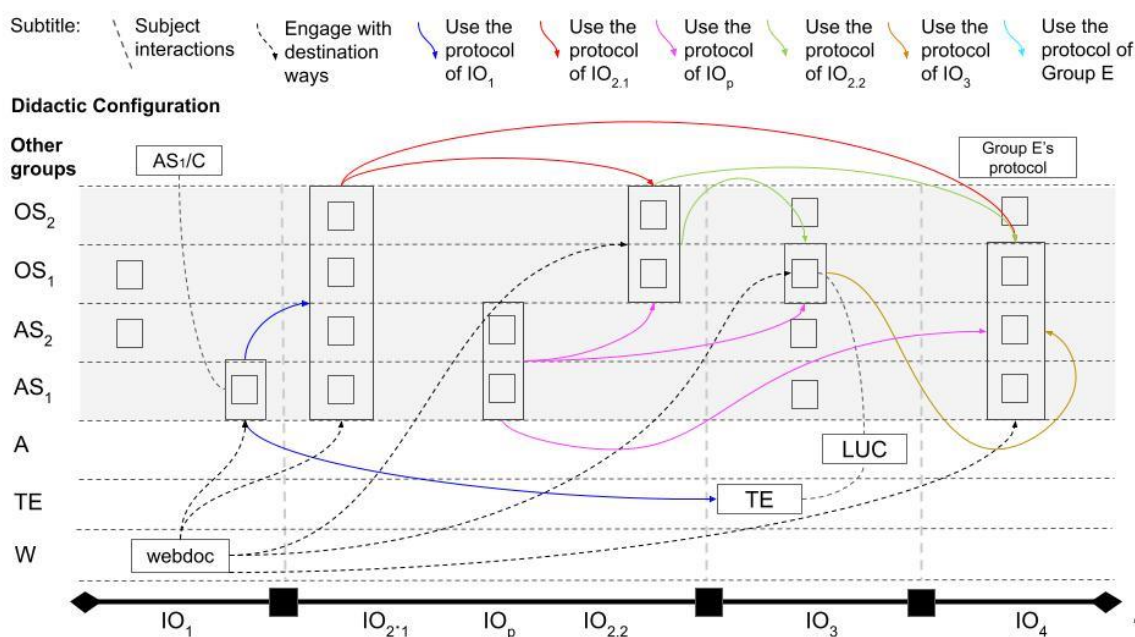 Subtitle:
Subject interactions
Engage with destination ways
Use the protocol of IO₁
Use the protocol of IO₂.₁
Use the protocol of IOₚ
Use the protocol of IO₂.₂
Use the protocol of IO₃
Use the protocol of Group E
Didactic Configuration
Other groups
AS₁/C
Group E's protocol
OS₂
OS₁
AS₂
AS₁
A
LUC
TE
TE
W
webdoc
IO₁
IO₂*₁
IOₚ
IO₂.₂
IO₃
IO₄